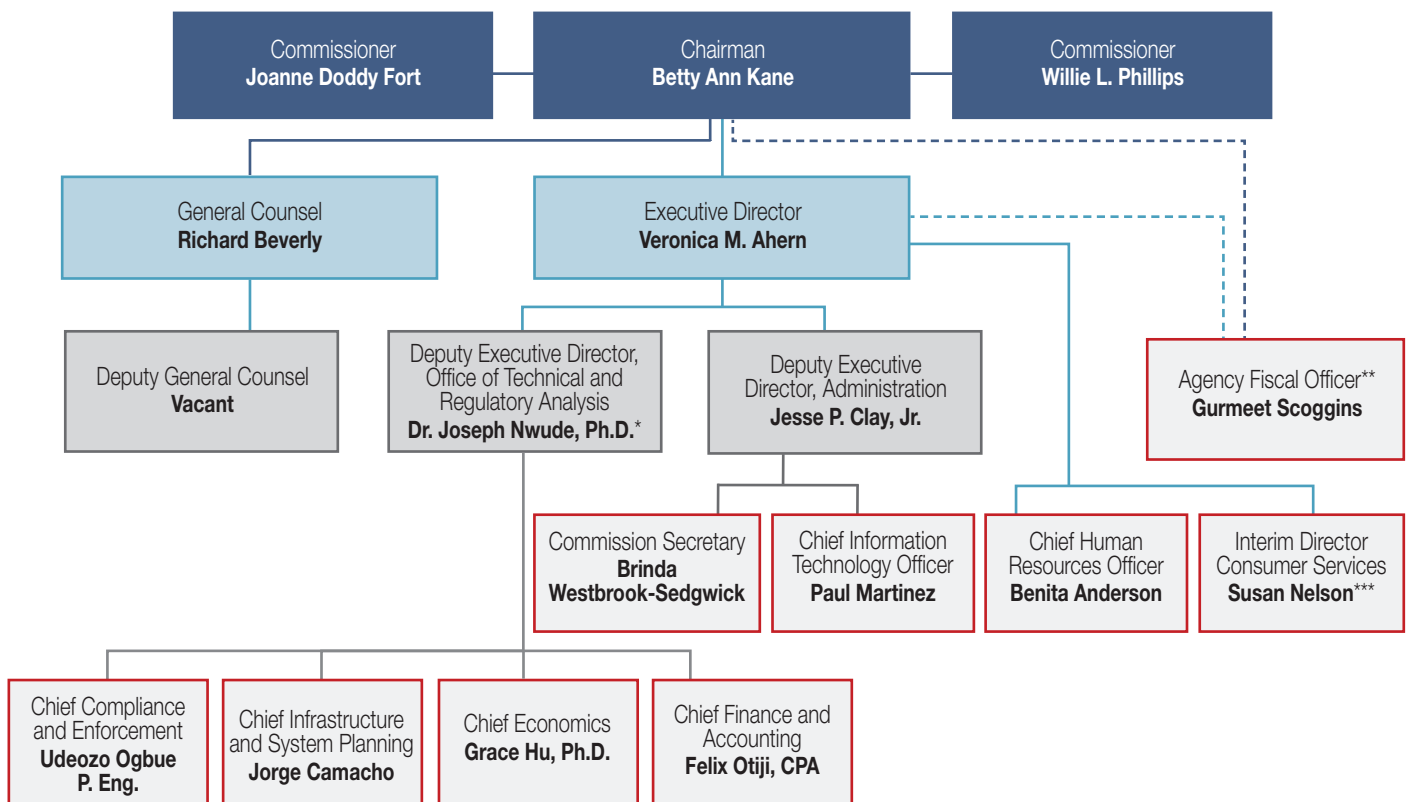 Commissioner
Joanne Doddy Fort
Chairman
Betty Ann Kane
Commissioner
Willie L. Phillips
General Counsel
Richard Beverly
Executive Director
Veronica M. Ahern
Deputy General Counsel
Vacant
Deputy Executive Director,
Office of Technical and
Regulatory Analysis
Dr. Joseph Nwude, Ph.D.*
Deputy Executive
Director, Administration
Jesse P. Clay, Jr.
Agency Fiscal Officer**
Gurmeet Scoggins
Commission Secretary
Brinda
Westbrook-Sedgwick
Chief Information
Technology Officer
Paul Martinez
Chief Human
Resources Officer
Benita Anderson
Interim Director
Consumer Services
Susan Nelson***
Chief Compliance
and Enforcement
Udeozo Ogbue
P. Eng.
Chief Infrastructure
and System Planning
Jorge Camacho
Chief Economics
Grace Hu, Ph.D.
Chief Finance and
Accounting
Felix Otiji, CPA